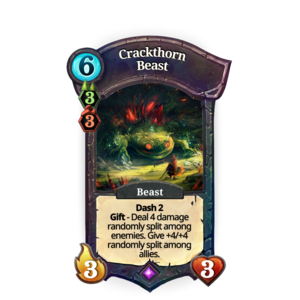 Crackthorn
Beast
6
3
3
Beast
Dash 2
Gift - Deal 4 damage
randomly split among
enemies. Give +4/+4
randomly split among
allies.
3
3